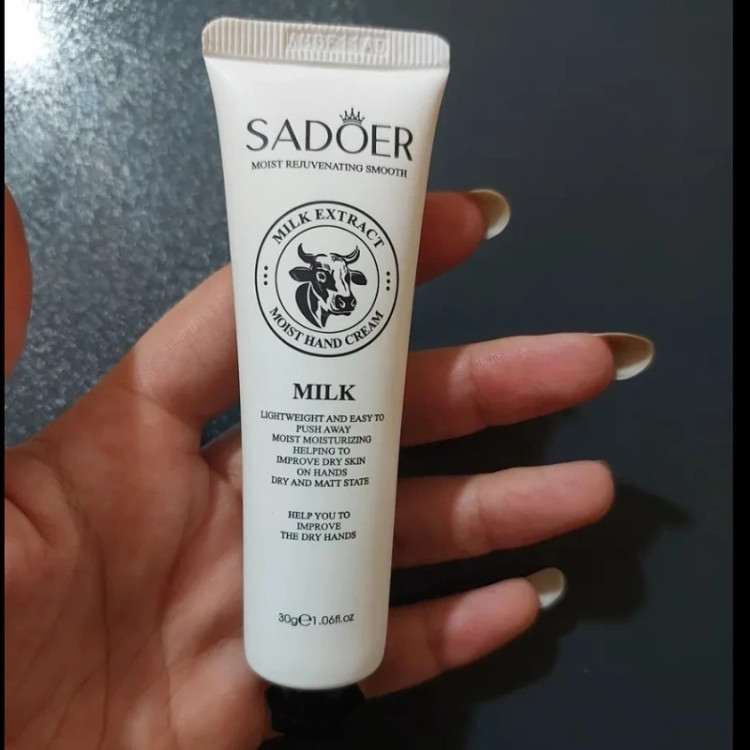 SADOER
MOIST REJUVENATING SMOOTH
MILK EXTRACT
MOIST HAND CREAM
MILK
LIGHTWEIGHT AND EASY TO
PUSH AWAY
MOIST MOISTURIZING
HELPING TO
IMPROVE DRY SKIN
ON HANDS
DRY AND MATT STATE
HELP YOU TO
IMPROVE
THE DRY HANDS
30g℮1.06fl.oz